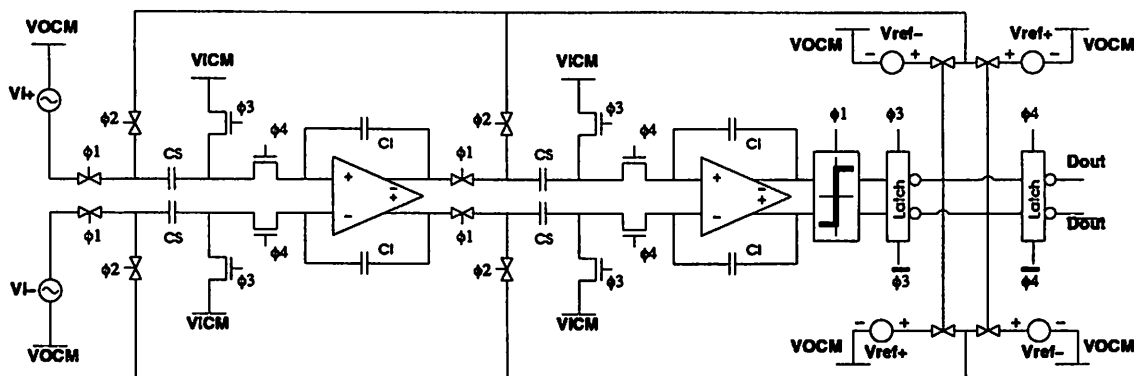 VOCM
Vref-
Vref+
VOCM
VOCM
- + + -
VICM
VICM
Vi+
ϕ3
ϕ3
ϕ2
ϕ4
CI
ϕ2
ϕ4
CI
ϕ1
ϕ3
ϕ4
ϕ1
CS
ϕ1
CS
Dout
+ - + -
+ - + -
Latch
Latch
Dout
ϕ1
CS
ϕ4
CI
ϕ1
CS
ϕ4
CI
ϕ2
ϕ3
ϕ2
ϕ3
ϕ3
ϕ4
Vi-
VICM
VICM
- + + -
VOCM
VOCM
Vref+
Vref-
VOCM